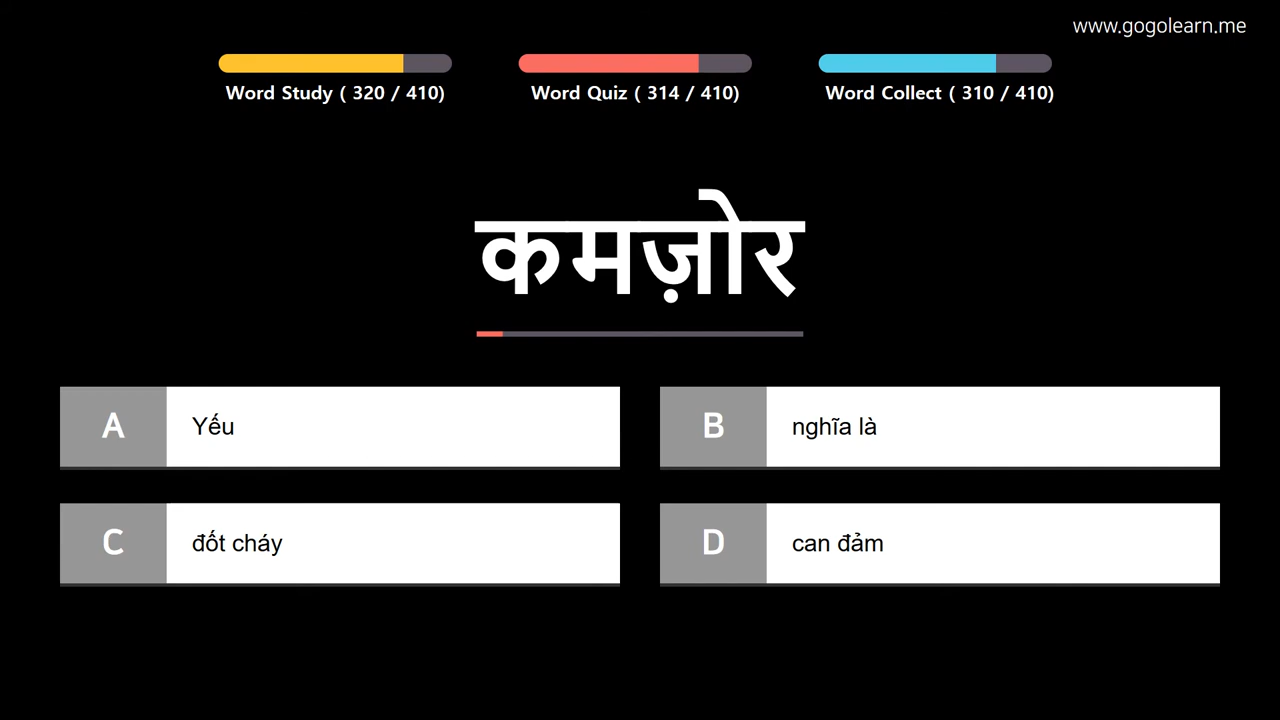 www.gogolearn.me
Word Study ( 320 / 410)
Word Quiz ( 314 / 410)
Word Collect ( 310 / 410)
कमज़ोर
A Yếu
B nghĩa là
C đốt cháy
D can đảm